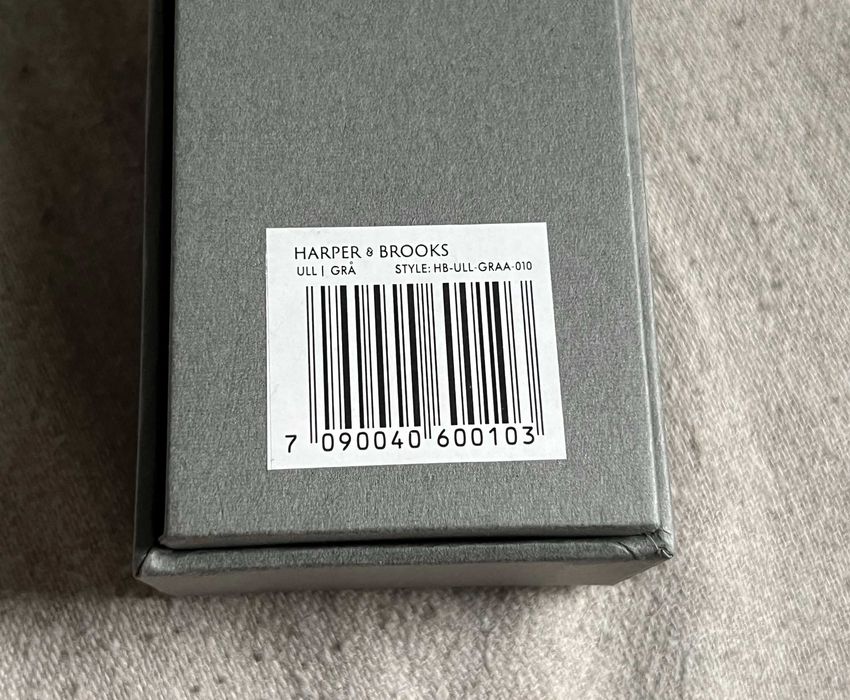 HARPER & BROOKS
ULL | GRÅ STYLE: HB-ULL-GRAA-010
7 090040 600103